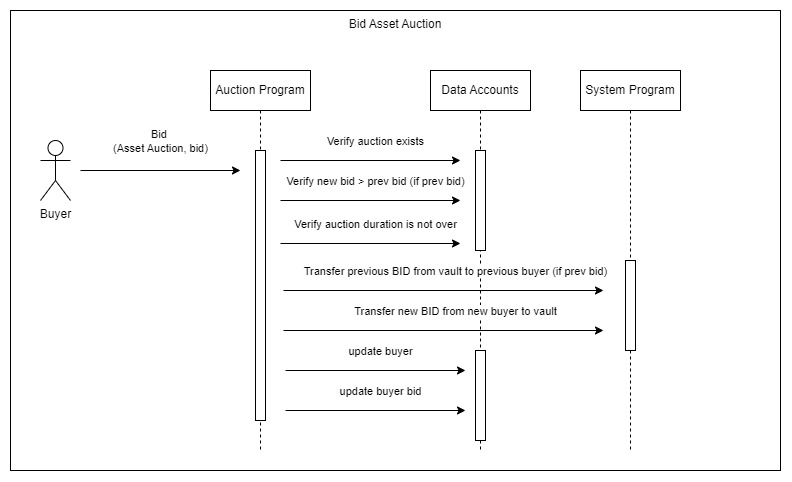 Bid Asset Auction
Auction Program
Data Accounts
System Program
Bid
(Asset Auction, bid)
Buyer
Verify auction exists
Verify new bid > prev bid (if prev bid)
Verify auction duration is not over
Transfer previous BID from vault to previous buyer (if prev bid)
Transfer new BID from new buyer to vault
update buyer
update buyer bid